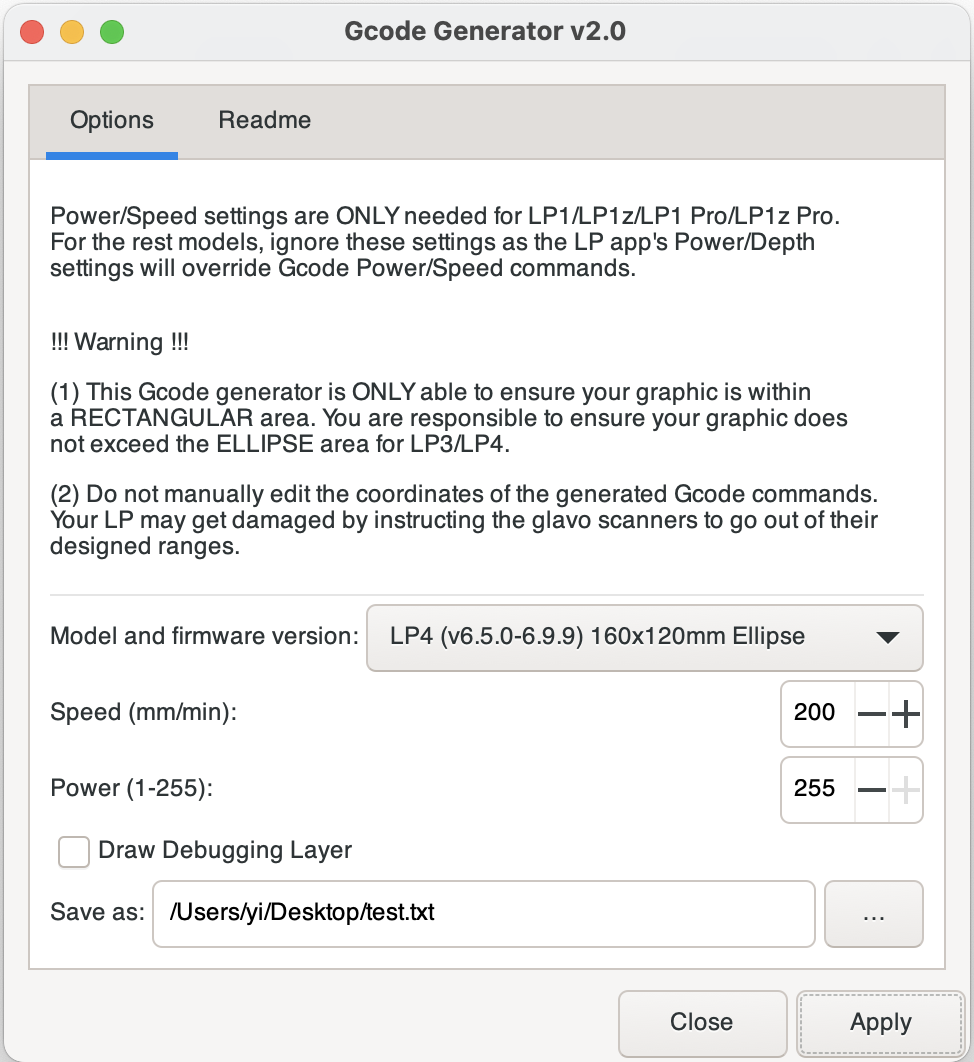 Gcode Generator v2.0
Options
Readme
Power/Speed settings are ONLY needed for LP1/LP1z/LP1 Pro/LP1z Pro.
For the rest models, ignore these settings as the LP app's Power/Depth
settings will override Gcode Power/Speed commands.
!!! Warning !!!
(1) This Gcode generator is ONLY able to ensure your graphic is within
a RECTANGULAR area. You are responsible to ensure your graphic does
not exceed the ELLIPSE area for LP3/LP4.
(2) Do not manually edit the coordinates of the generated Gcode commands.
Your LP may get damaged by instructing the glavo scanners to go out of their
designed ranges.
Model and firmware version: LP4 (v6.5.0-6.9.9) 160x120mm Ellipse
Speed (mm/min): 200
Power (1-255): 255
Draw Debugging Layer
Save as: /Users/yi/Desktop/test.txt ...
Close Apply